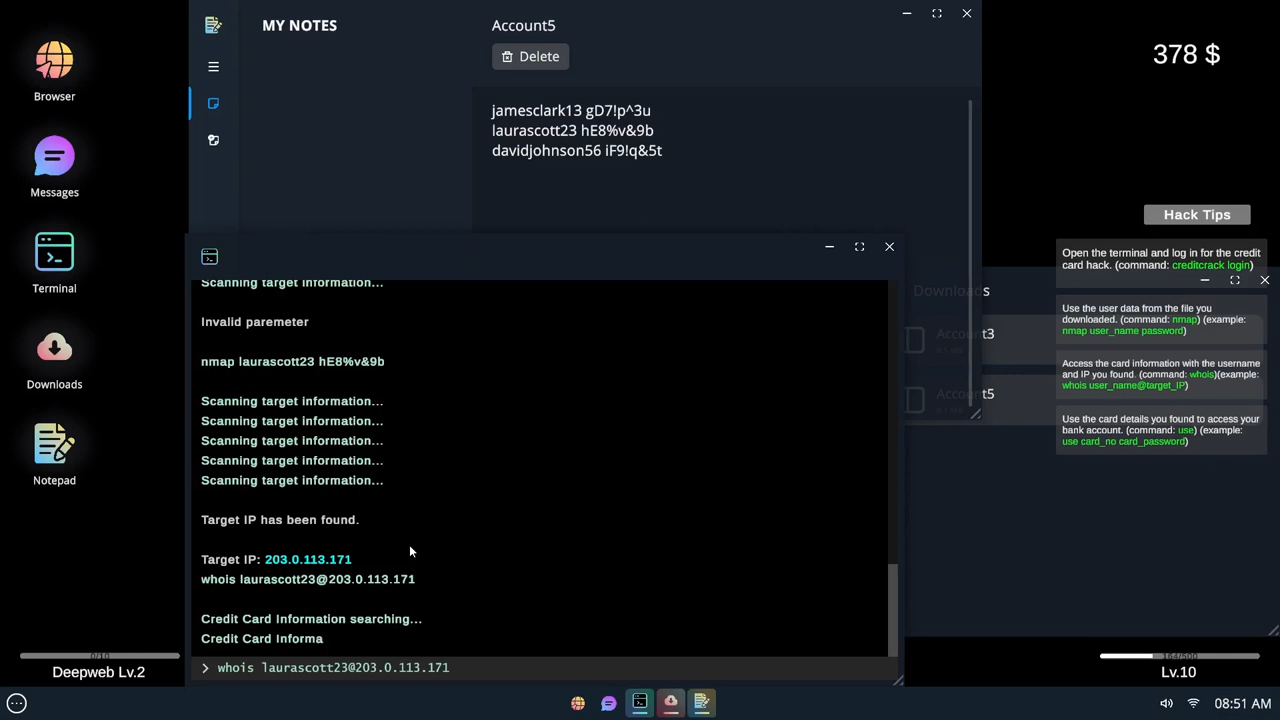 MY NOTES
Account5
Delete
378 $
Browser
jamesclark13 gD7!p^3u
laurascott23 hE8%v&9b
davidjohnson56 iF9!q&5t
Messages
Hack Tips
Open the terminal and log in for the credit
card hack. (command: creditcrack login)
Terminal
Scanning target information...
Downloads
Use the user data from the file you
downloaded. (command: nmap) (example:
nmap user_name password)
Invalid paremeter
Account3
nmap laurascott23 hE8%v&9b
Access the card information with the username
and IP you found. (command: whois)(example:
whois user_name@target_IP)
Downloads
Account5
Scanning target information...
Scanning target information...
Scanning target information...
Scanning target information...
Scanning target information...
Use the card details you found to access your
bank account. (command: use) (example:
use card_no card_password)
Notepad
Target IP has been found.
Target IP: 203.0.113.171
whois laurascott23@203.0.113.171
Credit Card Information searching...
Credit Card Informa
> whois laurascott23@203.0.113.171
0/10
Deepweb Lv.2
164/500
Lv.10
08:51 AM